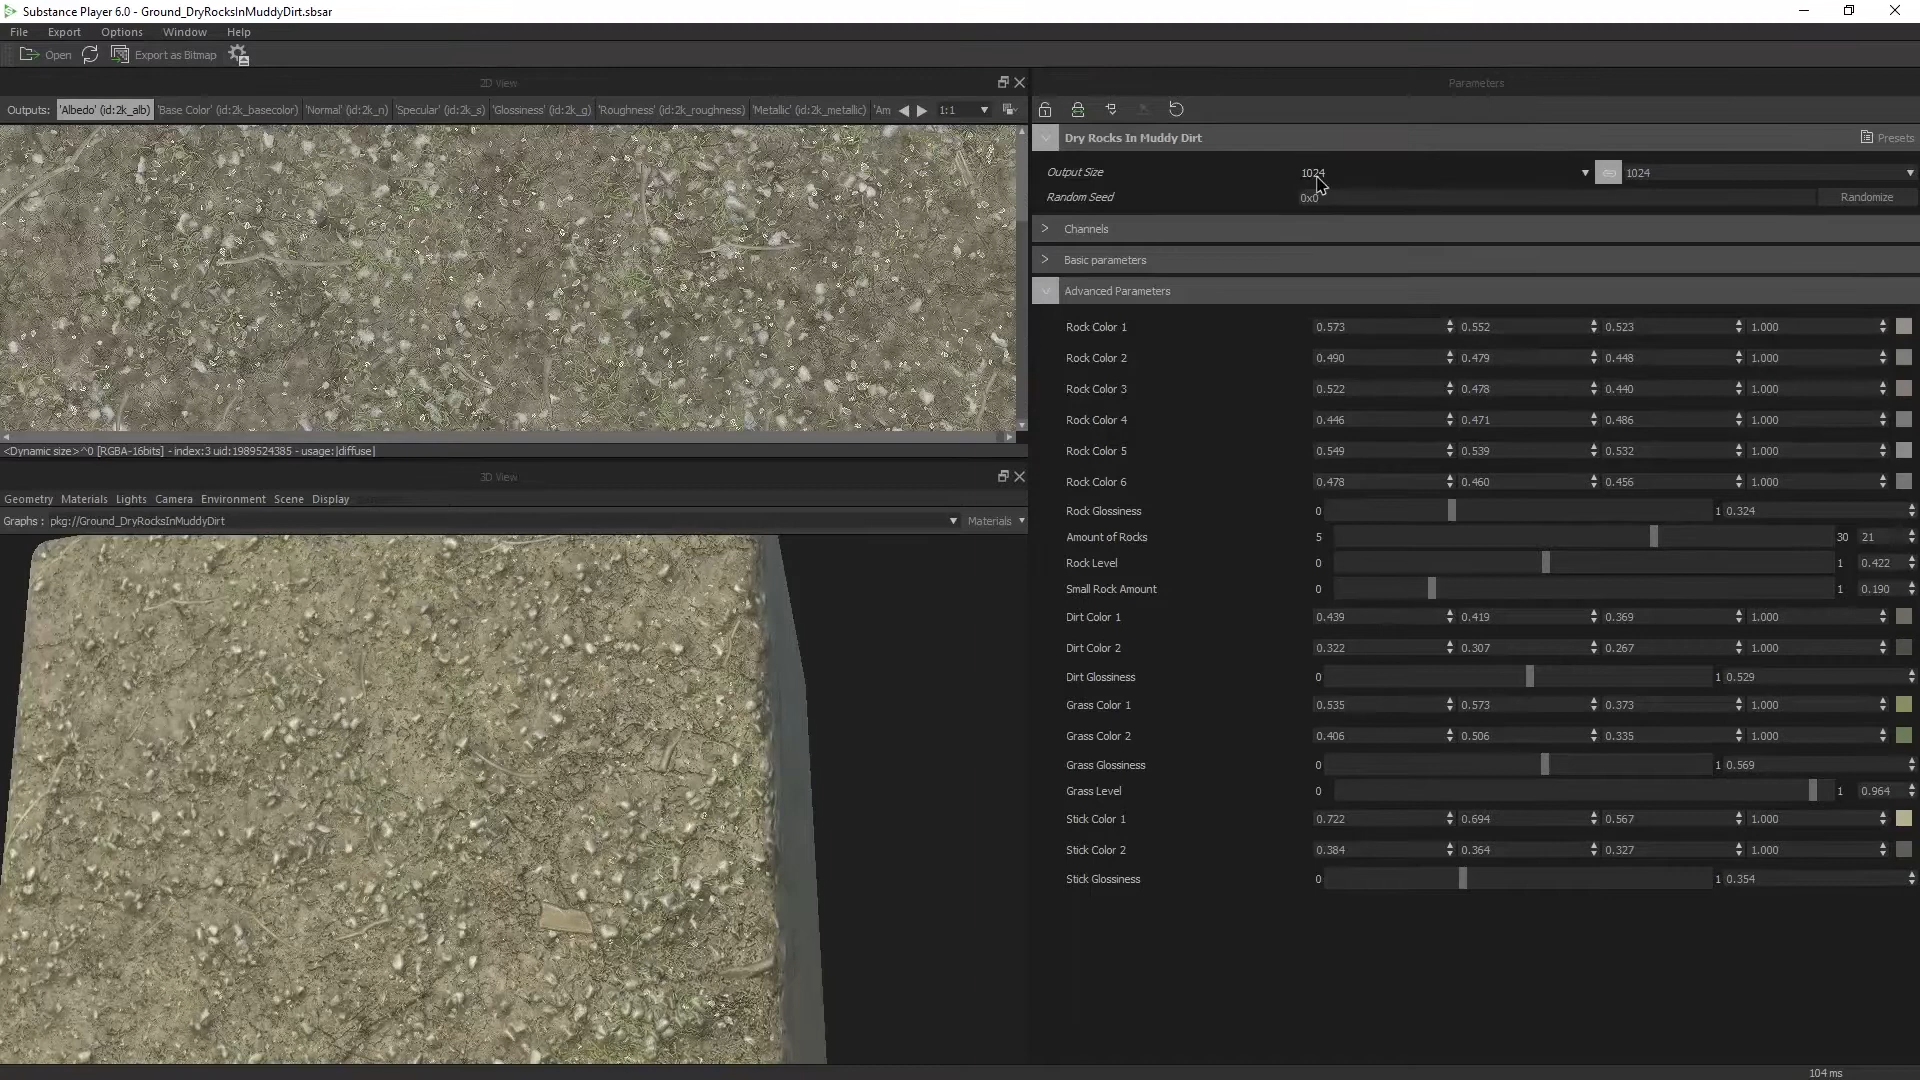 Substance Player 6.0 - Ground_DryRocksInMuddyDirt.sbsar
File Export Options Window Help
Open Export as Bitmap
2D View
Outputs: 'Albedo' (id:2k_alb) 'Base Color' (id:2k_basecolor) 'Normal' (id:2k_n) 'Specular' (id:2k_s) 'Glossiness' (id:2k_g) 'Roughness' (id:2k_roughness) 'Metallic' (id:2k_metallic) 'Am 1:1
<Dynamic size>^0 [RGBA-16bits] - index:3 uid:1989524385 - usage:|diffuse|
3D View
Geometry Materials Lights Camera Environment Scene Display
Graphs : pkg://Ground_DryRocksInMuddyDirt Materials
Parameters
Dry Rocks In Muddy Dirt Presets
Output Size 1024 1024
Random Seed 0x0 Randomize
Channels
Basic parameters
Advanced Parameters
Rock Color 1 0.573 0.552 0.523 1.000
Rock Color 2 0.490 0.479 0.448 1.000
Rock Color 3 0.522 0.478 0.440 1.000
Rock Color 4 0.446 0.471 0.486 1.000
Rock Color 5 0.549 0.539 0.532 1.000
Rock Color 6 0.478 0.460 0.456 1.000
Rock Glossiness 0 1 0.324
Amount of Rocks 5 30 21
Rock Level 0 1 0.422
Small Rock Amount 0 1 0.190
Dirt Color 1 0.439 0.419 0.369 1.000
Dirt Color 2 0.322 0.307 0.267 1.000
Dirt Glossiness 0 1 0.529
Grass Color 1 0.535 0.573 0.373 1.000
Grass Color 2 0.406 0.506 0.335 1.000
Grass Glossiness 0 1 0.569
Grass Level 0 1 0.964
Stick Color 1 0.722 0.694 0.567 1.000
Stick Color 2 0.384 0.364 0.327 1.000
Stick Glossiness 0 1 0.354
104 ms